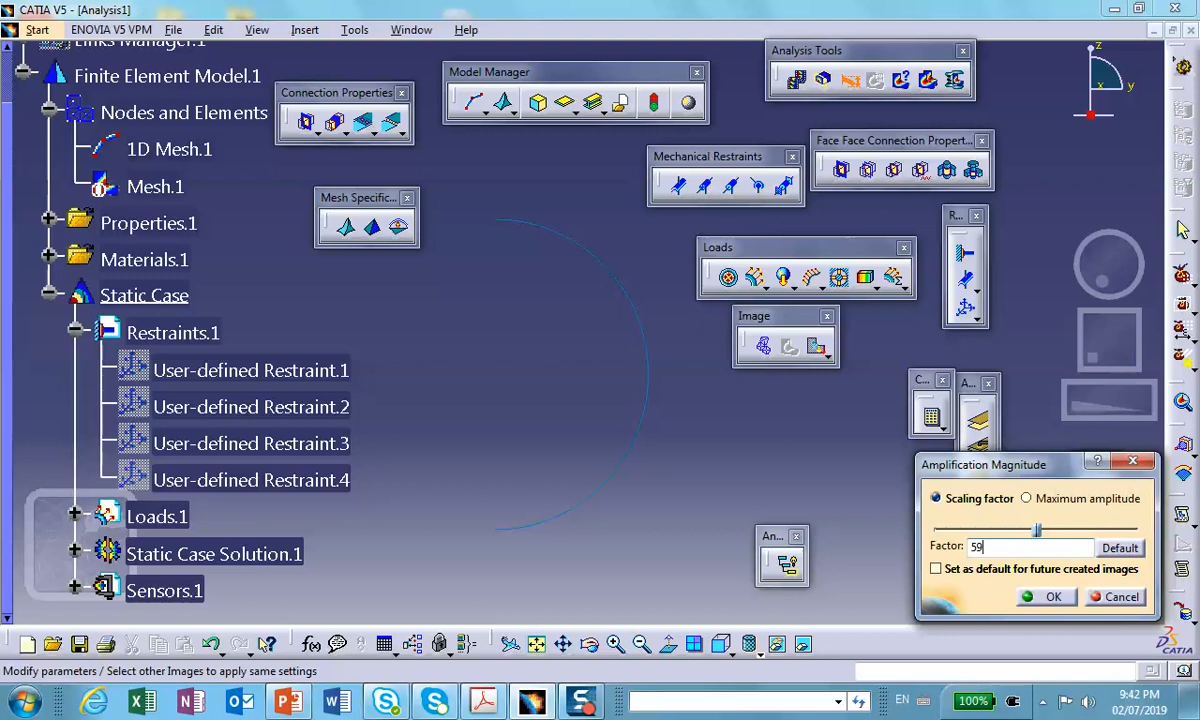 CATIA V5 - [Analysis1]
Start ENOVIA V5 VPM File Edit View Insert Tools Window Help
Links Manager.1
Finite Element Model.1
Nodes and Elements
1D Mesh.1
Mesh.1
Properties.1
Materials.1
Static Case
Restraints.1
User-defined Restraint.1
User-defined Restraint.2
User-defined Restraint.3
User-defined Restraint.4
Loads.1
Static Case Solution.1
Sensors.1
Connection Properties
Model Manager
Analysis Tools
Mesh Specific...
Mechanical Restraints
Face Face Connection Propert...
Loads
R...
Image
C...
A...
An...
z
x
y
Amplification Magnitude
Scaling factor Maximum amplitude
Factor: 59 Default
Set as default for future created images
OK Cancel
f(x)
CATIA
Modify parameters / Select other Images to apply same settings
EN 100% 9:42 PM
02/07/2019